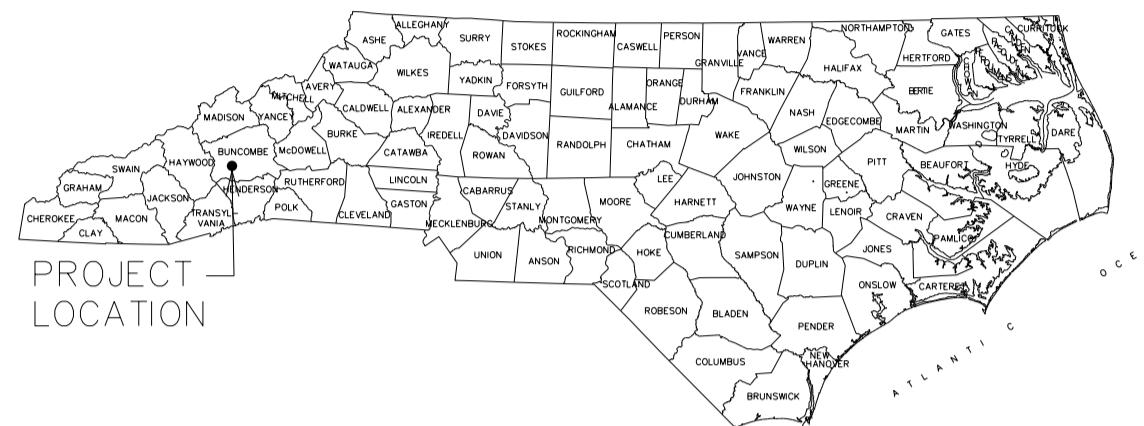 ALLEGHANY
NORTHAMPTON
GATES
CURRITUCK
CAMDEN
PASQUOTANK
PERQUIMANS
CHOWAN
ASHE
SURRY
STOKES
ROCKINGHAM
CASWELL
PERSON
VANCE
WARREN
HERTFORD
WATAUGA
WILKES
YADKIN
FORSYTH
GUILFORD
ORANGE
GRANVILLE
HALIFAX
BERTIE
AVERY
MITCHELL
CALDWELL
ALEXANDER
DAVIE
ALAMANCE
DURHAM
FRANKLIN
NASH
EDGECOMBE
MADISON
YANCEY
BURKE
IREDELL
DAVIDSON
RANDOLPH
CHATHAM
WAKE
WILSON
MARTIN
WASHINGTON
TYRRELL
DARE
BUNCOMBE
McDOWELL
CATAWBA
ROWAN
HAYWOOD
SWAIN
PITT
BEAUFORT
HYDE
GRAHAM
JACKSON
HENDERSON
RUTHERFORD
LINCOLN
CABARRUS
LEE
JOHNSTON
GREENE
CHEROKEE
MACON
CLAY
TRANSYL-
VANIA
POLK
CLEVELAND
GASTON
MECKLENBURG
STANLY
MONTGOMERY
MOORE
HARNETT
WAYNE
LENOIR
CRAVEN
PAMLICO
UNION
ANSON
RICHMOND
HOKE
CUMBERLAND
SAMPSON
DUPLIN
JONES
SCOTLAND
ONSLOW
CARTERET
ROBESON
BLADEN
PENDER
COLUMBUS
NEW
HANOVER
BRUNSWICK
PROJECT
LOCATION
ATLANTIC OCE